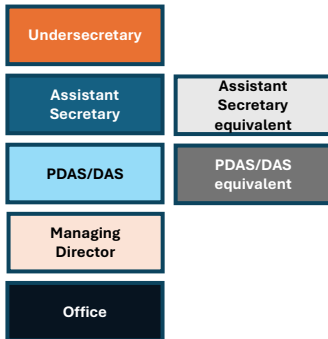 Undersecretary
Assistant
Secretary
Assistant
Secretary
equivalent
PDAS/DAS
PDAS/DAS
equivalent
Managing
Director
Office